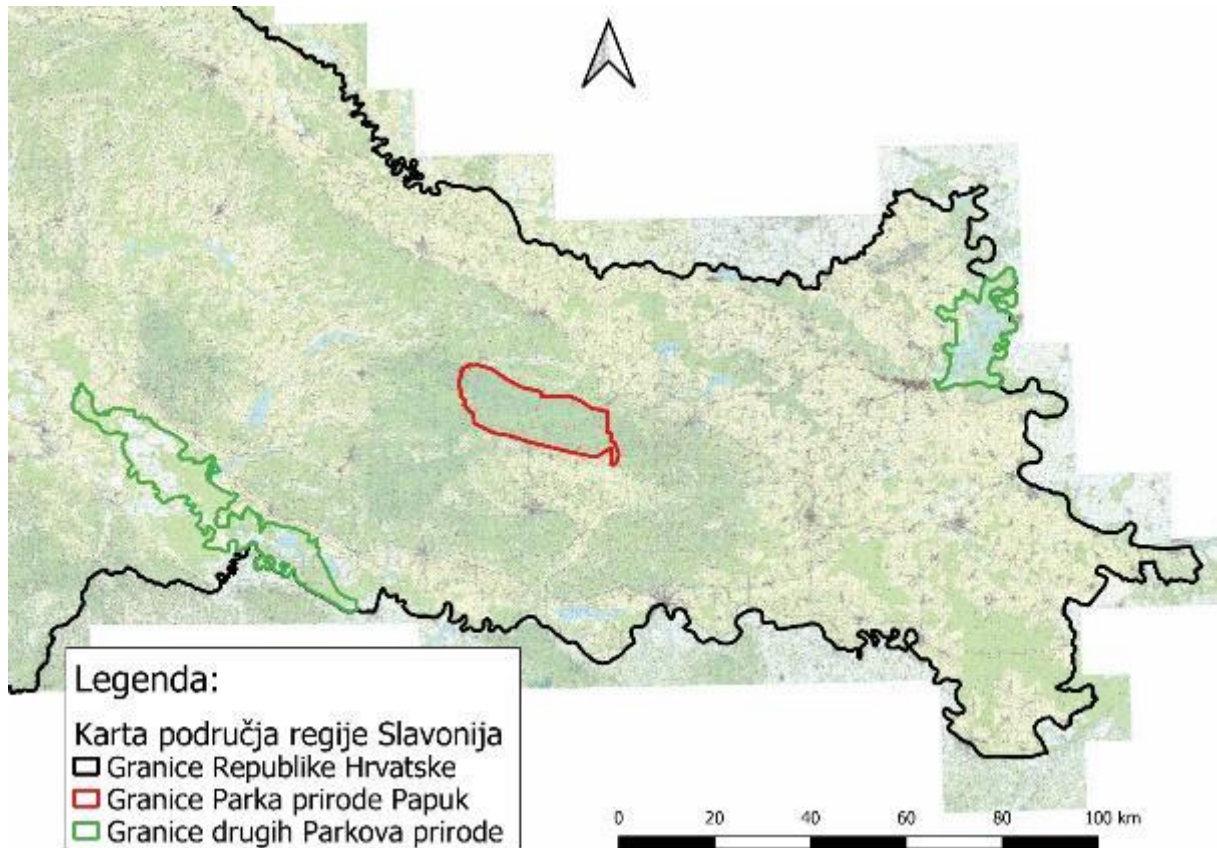 Legenda:
Karta područja regije Slavonija
Granice Republike Hrvatske
Granice Parka prirode Papuk
Granice drugih Parkova prirode
0 20 40 60 80 100 km